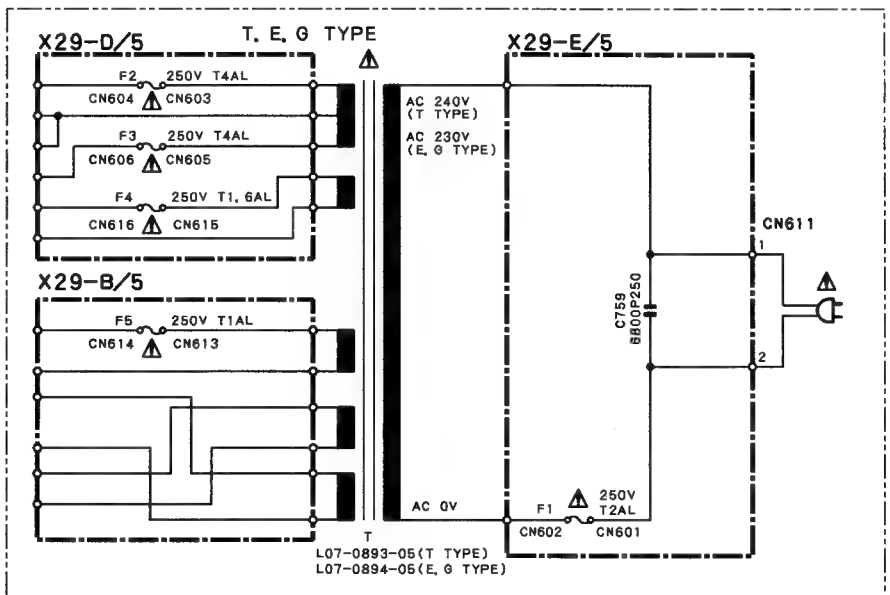 T. E. G TYPE
X29-D/5
F2 250V T4AL
CN604 CN603
F3 250V T4AL
CN606 CN605
F4 250V T1.6AL
CN616 CN615
X29-B/5
F5 250V T1AL
CN614 CN613
AC 240V
(T TYPE)
AC 230V
(E, G TYPE)
AC 0V
T
L07-0893-05(T TYPE)
L07-0894-05(E, G TYPE)
X29-E/5
CN611
1
2
C759
6800P250
F1 250V
T2AL
CN602 CN601